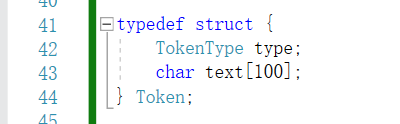 40
41 typedef struct {
42 TokenType type;
43 char text[100];
44 } Token;
45